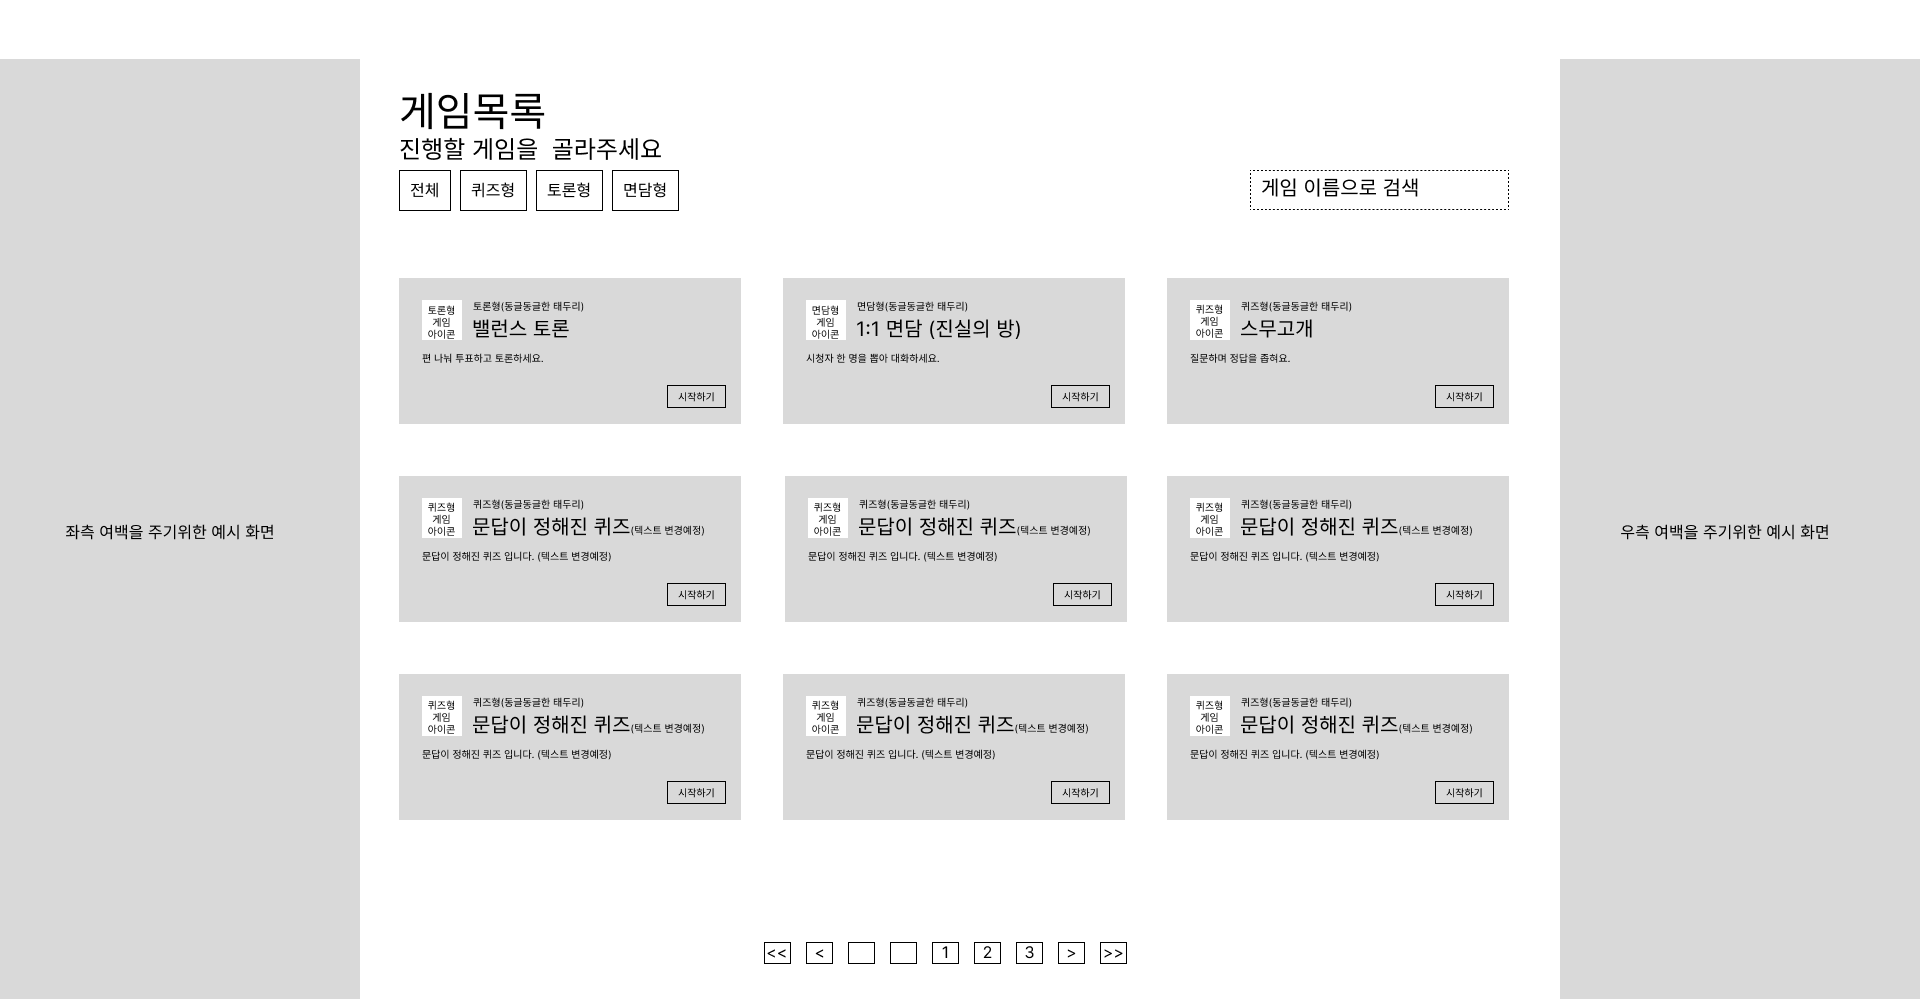 게임목록
진행할 게임을  골라주세요
전체
퀴즈형
토론형
면담형
게임 이름으로 검색
좌측 여백을 주기위한 예시 화면
토론형
게임
아이콘
토론형(동글동글한 태두리)
밸런스 토론
편 나눠 투표하고 토론하세요.
시작하기
면담형
게임
아이콘
면담형(동글동글한 태두리)
1:1 면담 (진실의 방)
시청자 한 명을 뽑아 대화하세요.
시작하기
퀴즈형
게임
아이콘
퀴즈형(동글동글한 태두리)
스무고개
질문하며 정답을 좁혀요.
시작하기
퀴즈형
게임
아이콘
퀴즈형(동글동글한 태두리)
문답이 정해진 퀴즈(텍스트 변경예정)
문답이 정해진 퀴즈 입니다. (텍스트 변경예정)
시작하기
퀴즈형
게임
아이콘
퀴즈형(동글동글한 태두리)
문답이 정해진 퀴즈(텍스트 변경예정)
문답이 정해진 퀴즈 입니다. (텍스트 변경예정)
시작하기
퀴즈형
게임
아이콘
퀴즈형(동글동글한 태두리)
문답이 정해진 퀴즈(텍스트 변경예정)
문답이 정해진 퀴즈 입니다. (텍스트 변경예정)
시작하기
퀴즈형
게임
아이콘
퀴즈형(동글동글한 태두리)
문답이 정해진 퀴즈(텍스트 변경예정)
문답이 정해진 퀴즈 입니다. (텍스트 변경예정)
시작하기
퀴즈형
게임
아이콘
퀴즈형(동글동글한 태두리)
문답이 정해진 퀴즈(텍스트 변경예정)
문답이 정해진 퀴즈 입니다. (텍스트 변경예정)
시작하기
퀴즈형
게임
아이콘
퀴즈형(동글동글한 태두리)
문답이 정해진 퀴즈(텍스트 변경예정)
문답이 정해진 퀴즈 입니다. (텍스트 변경예정)
시작하기
우측 여백을 주기위한 예시 화면
<< < 1 2 3 > >>